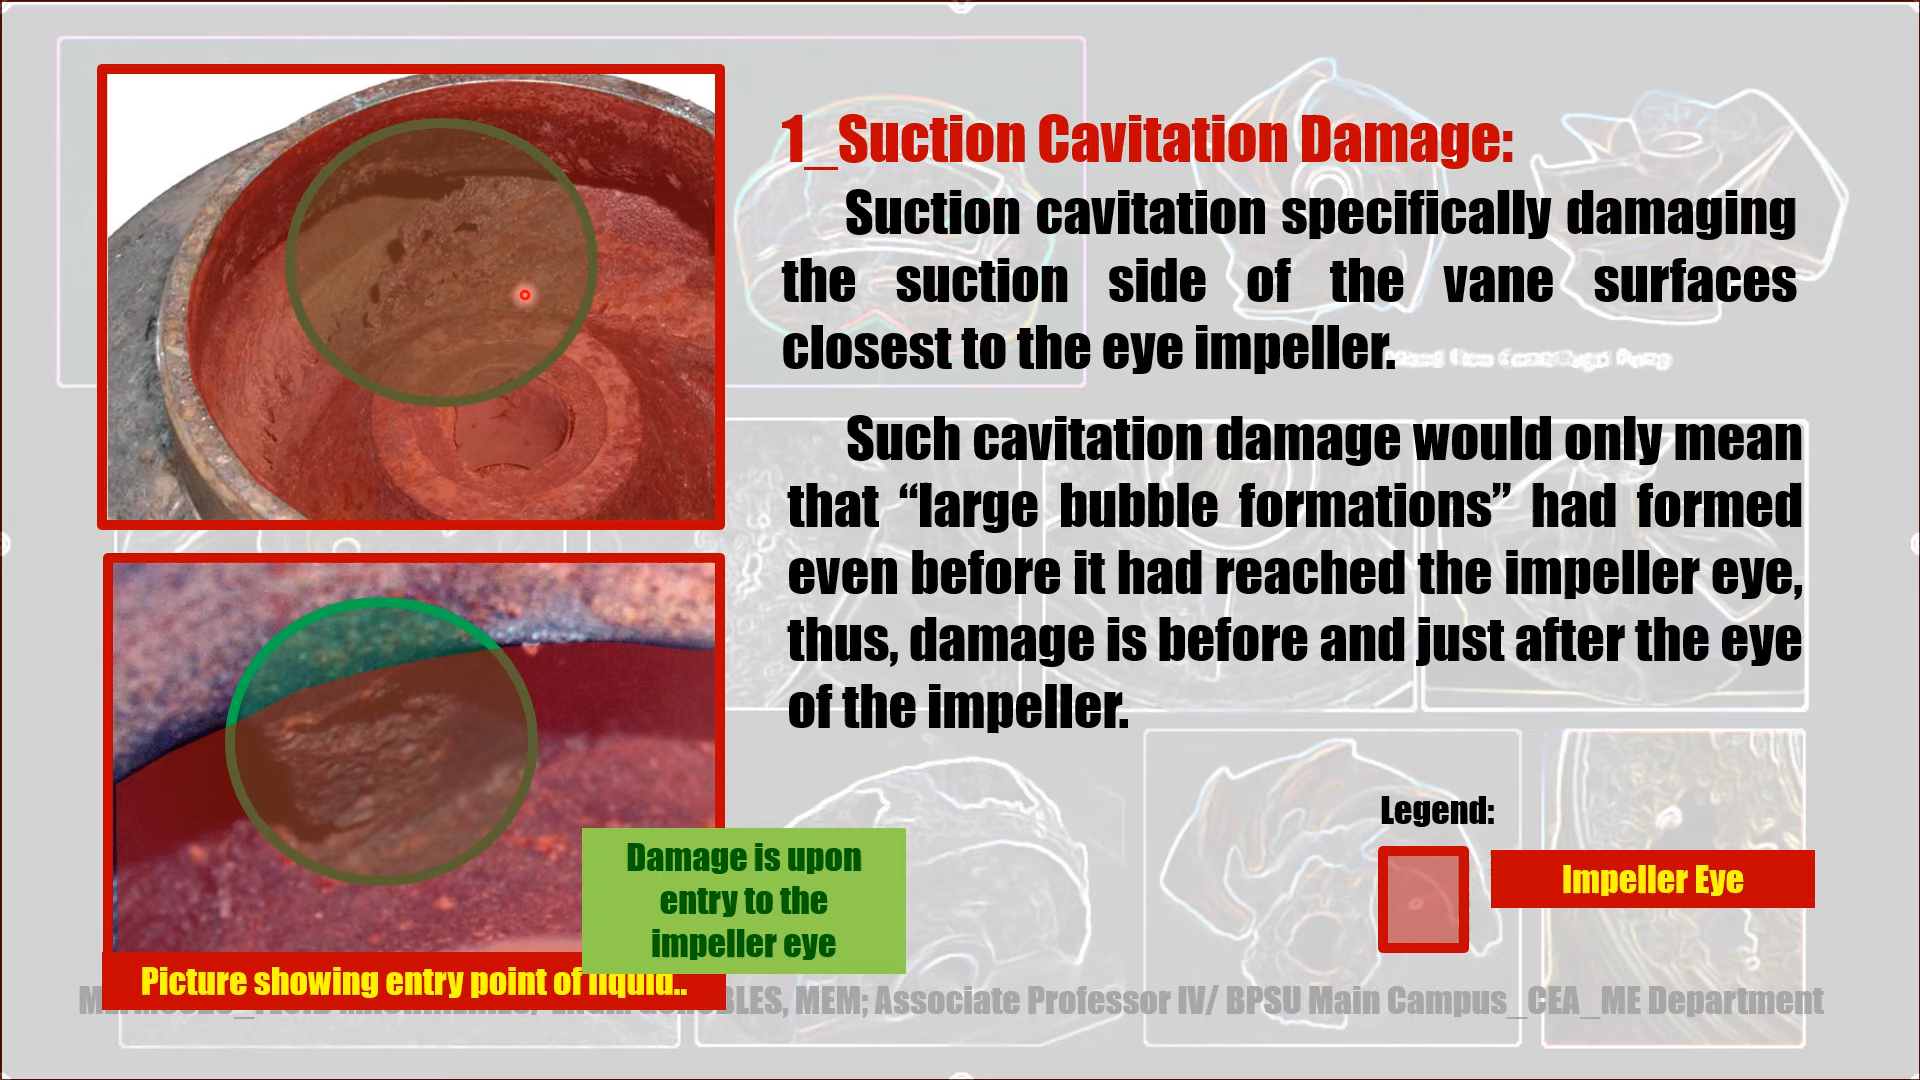 1_Suction Cavitation Damage:
Suction cavitation specifically damaging
the suction side of the vane surfaces
closest to the eye impeller.
Such cavitation damage would only mean
that “large bubble formations” had formed
even before it had reached the impeller eye,
thus, damage is before and just after the eye
of the impeller.
Legend:
Impeller Eye
Damage is upon
entry to the
impeller eye
Picture showing entry point of liquid..
MEM; Associate Professor IV/ BPSU Main Campus_CEA_ME Department